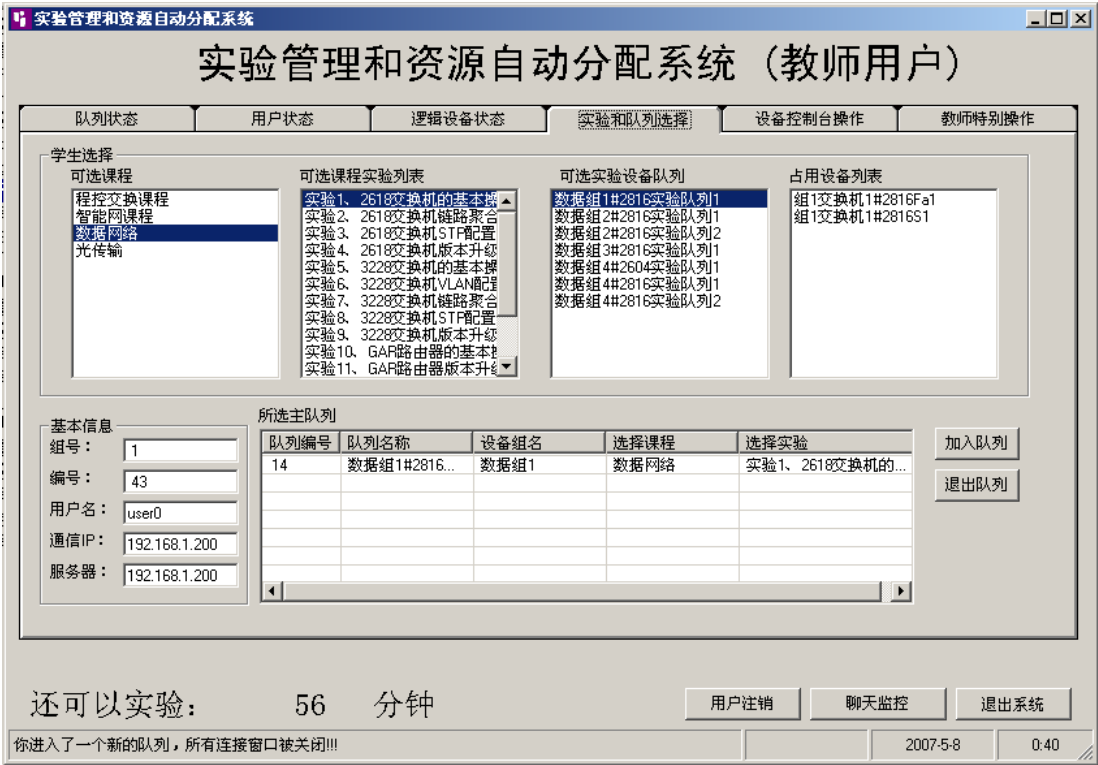 实验管理和资源自动分配系统
实验管理和资源自动分配系统（教师用户）
队列状态 用户状态 逻辑设备状态 实验和队列选择 设备控制台操作 教师特别操作
学生选择
可选课程 可选课程实验列表 可选实验设备队列 占用设备列表
程控交换课程
智能网课程
数据网络
光传输
实验1、2618交换机的基本操
实验2、2618交换机链路聚合
实验3、2618交换机STP配置
实验4、2618交换机版本升级
实验5、3228交换机的基本操
实验6、3228交换机VLAN配置
实验7、3228交换机链路聚合
实验8、3228交换机STP配置
实验9、3228交换机版本升级
实验10、GAR路由器的基本操
实验11、GAR路由器版本升级
数据组1#2816实验队列1
数据组2#2816实验队列1
数据组2#2816实验队列2
数据组3#2816实验队列1
数据组4#2604实验队列1
数据组4#2816实验队列1
数据组4#2816实验队列2
组1交换机1#2816Fa1
组1交换机1#2816S1
基本信息
组号： 1
编号： 43
用户名： user0
通信IP： 192.168.1.200
服务器： 192.168.1.200
所选主队列
队列编号 队列名称 设备组名 选择课程 选择实验
14 数据组1#2816... 数据组1 数据网络 实验1、2618交换机的...
加入队列
退出队列
还可以实验： 56 分钟
用户注销 聊天监控 退出系统
你进入了一个新的队列，所有连接窗口被关闭!!! 2007-5-8 0:40